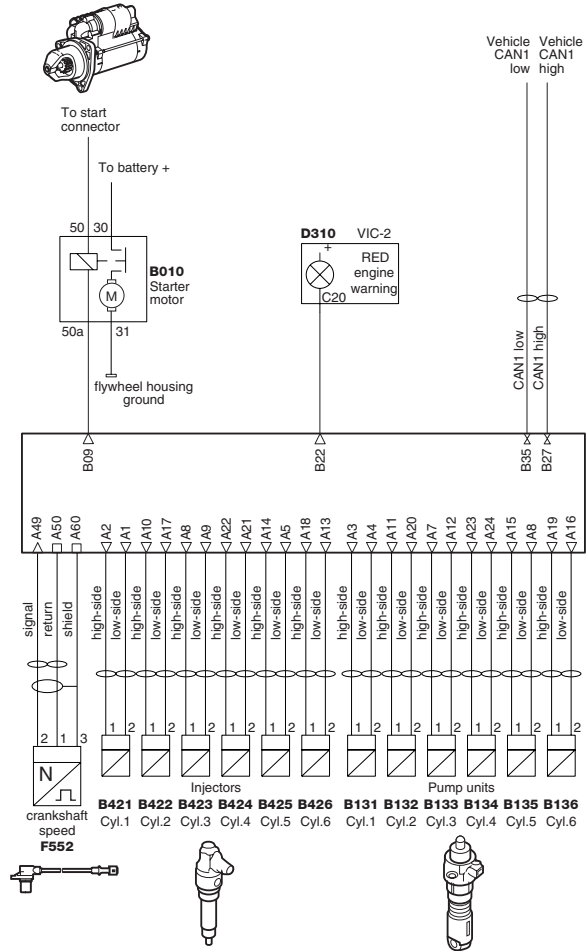 To start
connector
To battery +
50 30
B010
Starter
motor
M
50a 31
flywheel housing
ground
D310 VIC-2
+
RED
engine
warning
C20
Vehicle Vehicle
CAN1 CAN1
low high
CAN1 low
CAN1 high
B09 B22 B35 B27
A49 A50 A60 A2 A1 A10 A17 A8 A9 A22 A21 A14 A5 A18 A13 A3 A4 A11 A20 A7 A12 A23 A24 A15 A8 A19 A16
signal return shield high-side low-side high-side low-side high-side low-side high-side low-side high-side low-side high-side low-side high-side low-side high-side low-side high-side low-side high-side low-side high-side low-side high-side low-side
2 1 3 1 2 1 2 1 2 1 2 1 2 1 2 1 2 1 2 1 2 1 2 1 2 1 2
N
Injectors Pump units
B421 B422 B423 B424 B425 B426 B131 B132 B133 B134 B135 B136
Cyl.1 Cyl.2 Cyl.3 Cyl.4 Cyl.5 Cyl.6 Cyl.1 Cyl.2 Cyl.3 Cyl.4 Cyl.5 Cyl.6
crankshaft
speed
F552